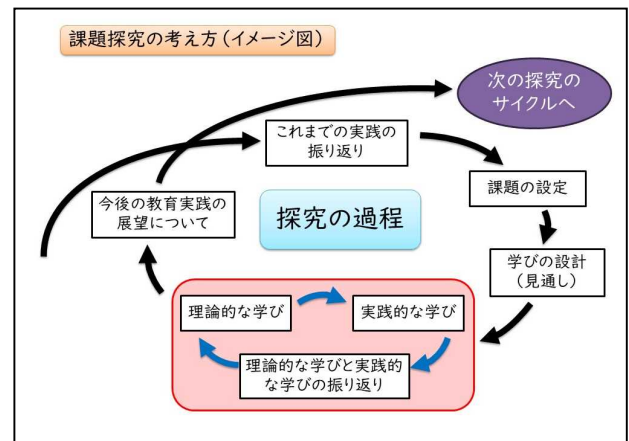 課題探究の考え方(イメージ図)
次の探究の
サイクルへ
これまでの実践の
振り返り
課題の設定
今後の教育実践の
展望について
探究の過程
学びの設計
(見通し)
理論的な学び
実践的な学び
理論的な学びと実践的
な学びの振り返り